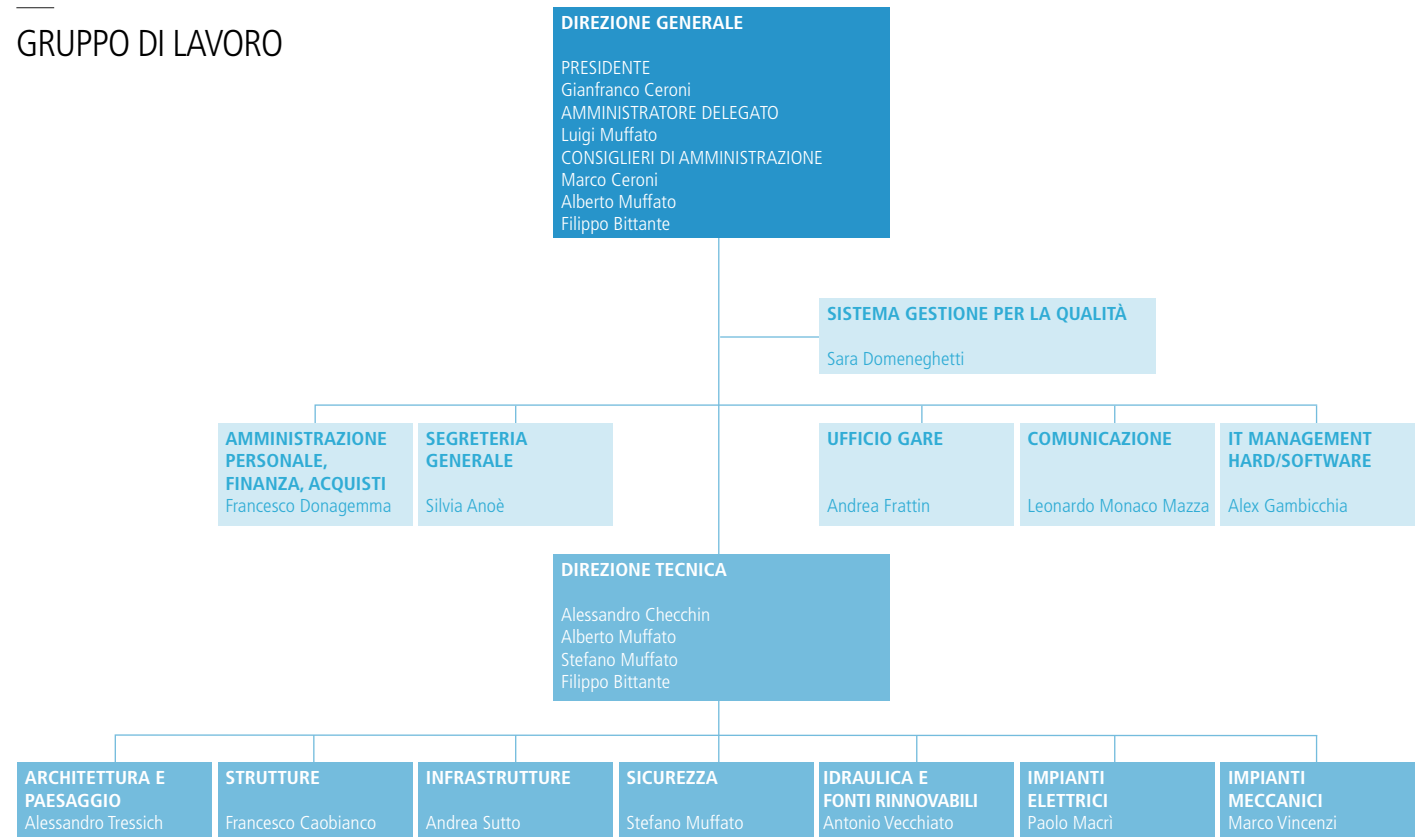 GRUPPO DI LAVORO
DIREZIONE GENERALE
PRESIDENTE
Gianfranco Ceroni
AMMINISTRATORE DELEGATO
Luigi Muffato
CONSIGLIERI DI AMMINISTRAZIONE
Marco Ceroni
Alberto Muffato
Filippo Bittante
SISTEMA GESTIONE PER LA QUALITÀ
Sara Domeneghetti
AMMINISTRAZIONE
PERSONALE,
FINANZA, ACQUISTI
Francesco Donagemma
SEGRETERIA
GENERALE
Silvia Anoè
UFFICIO GARE
Andrea Frattin
COMUNICAZIONE
Leonardo Monaco Mazza
IT MANAGEMENT
HARD/SOFTWARE
Alex Gambicchia
DIREZIONE TECNICA
Alessandro Checchin
Alberto Muffato
Stefano Muffato
Filippo Bittante
ARCHITETTURA E
PAESAGGIO
Alessandro Tressich
STRUTTURE
Francesco Caobianco
INFRASTRUTTURE
Andrea Sutto
SICUREZZA
Stefano Muffato
IDRAULICA E
FONTI RINNOVABILI
Antonio Vecchiato
IMPIANTI
ELETTRICI
Paolo Macrì
IMPIANTI
MECCANICI
Marco Vincenzi